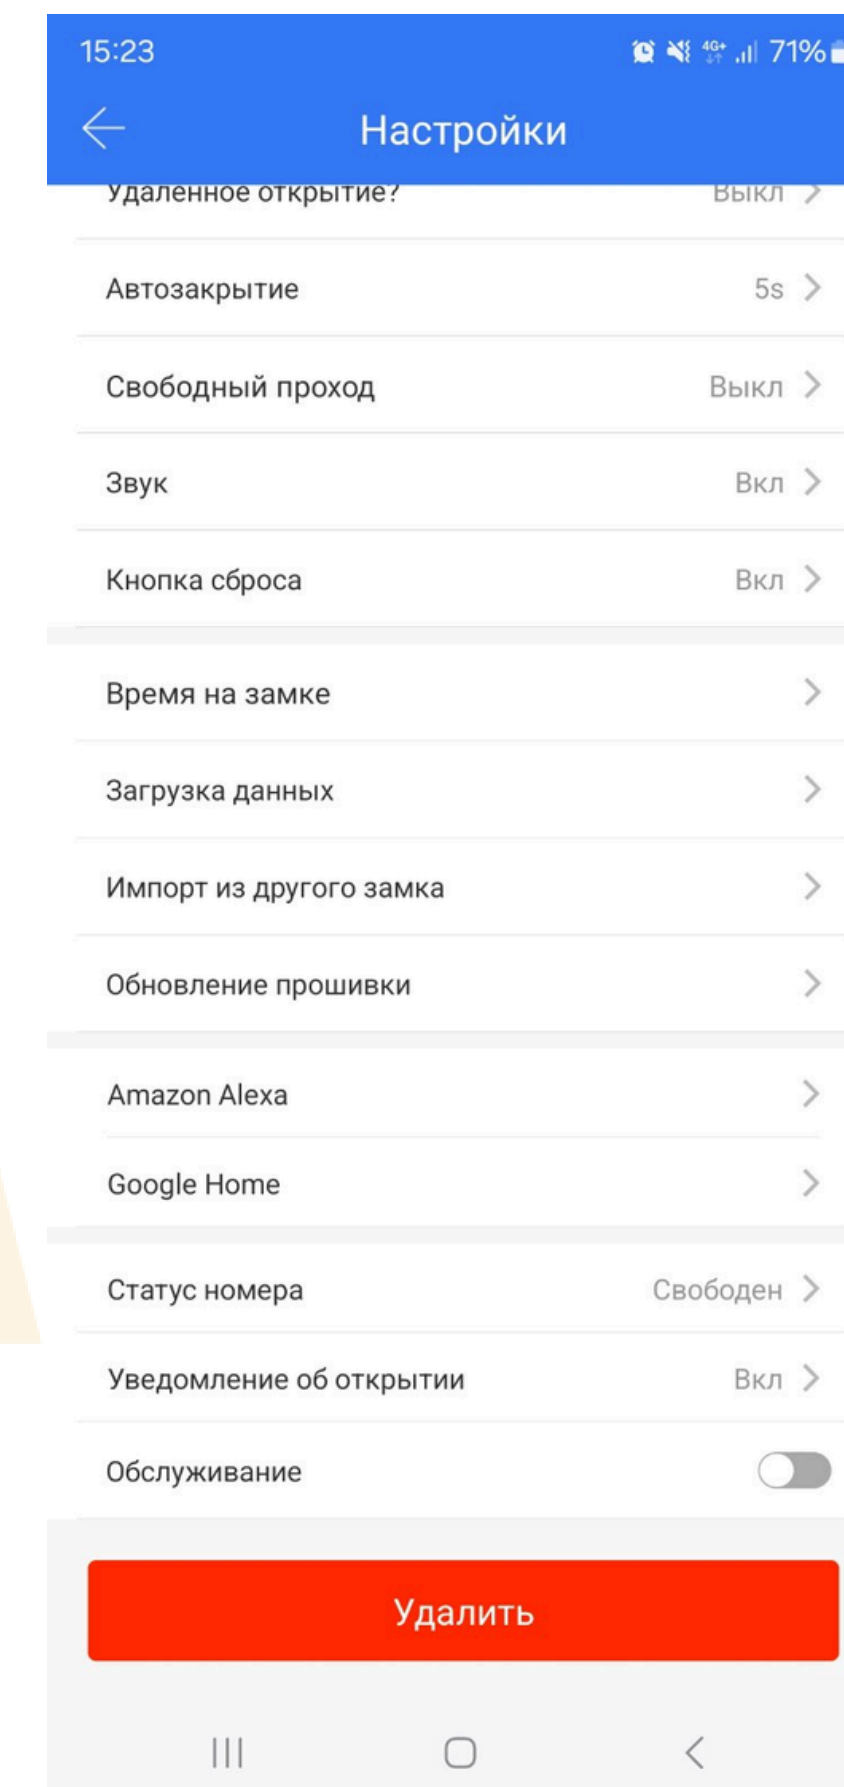 15:23 4G+ 71%
Настройки
Удаленное открытие? Выкл
Автозакрытие 5s
Свободный проход Выкл
Звук Вкл
Кнопка сброса Вкл
Время на замке
Загрузка данных
Импорт из другого замка
Обновление прошивки
Amazon Alexa
Google Home
Статус номера Свободен
Уведомление об открытии Вкл
Обслуживание
Удалить